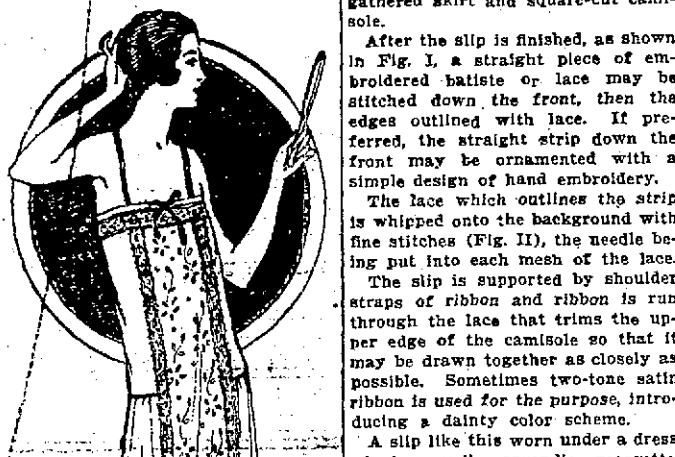 gathered skirt and square-cut cami-
sole.
After the slip is finished, as shown
in Fig. I, a straight piece of em-
broidered batiste or lace may be
stitched down the front, then the
edges outlined with lace. If pre-
ferred, the straight strip down the
front may be ornamented with a
simple design of hand embroidery.
The lace which outlines the strip
is whipped onto the background with
fine stitches (Fig. II), the needle be-
ing put into each mesh of the lace.
The slip is supported by shoulder
straps of ribbon and ribbon is run
through the lace that trims the up-
per edge of the camisole so that it
may be drawn together as closely as
possible. Sometimes two-tone satin
ribbon is used for the purpose, intro-
ducing a dainty color scheme.
A slip like this worn under a dress